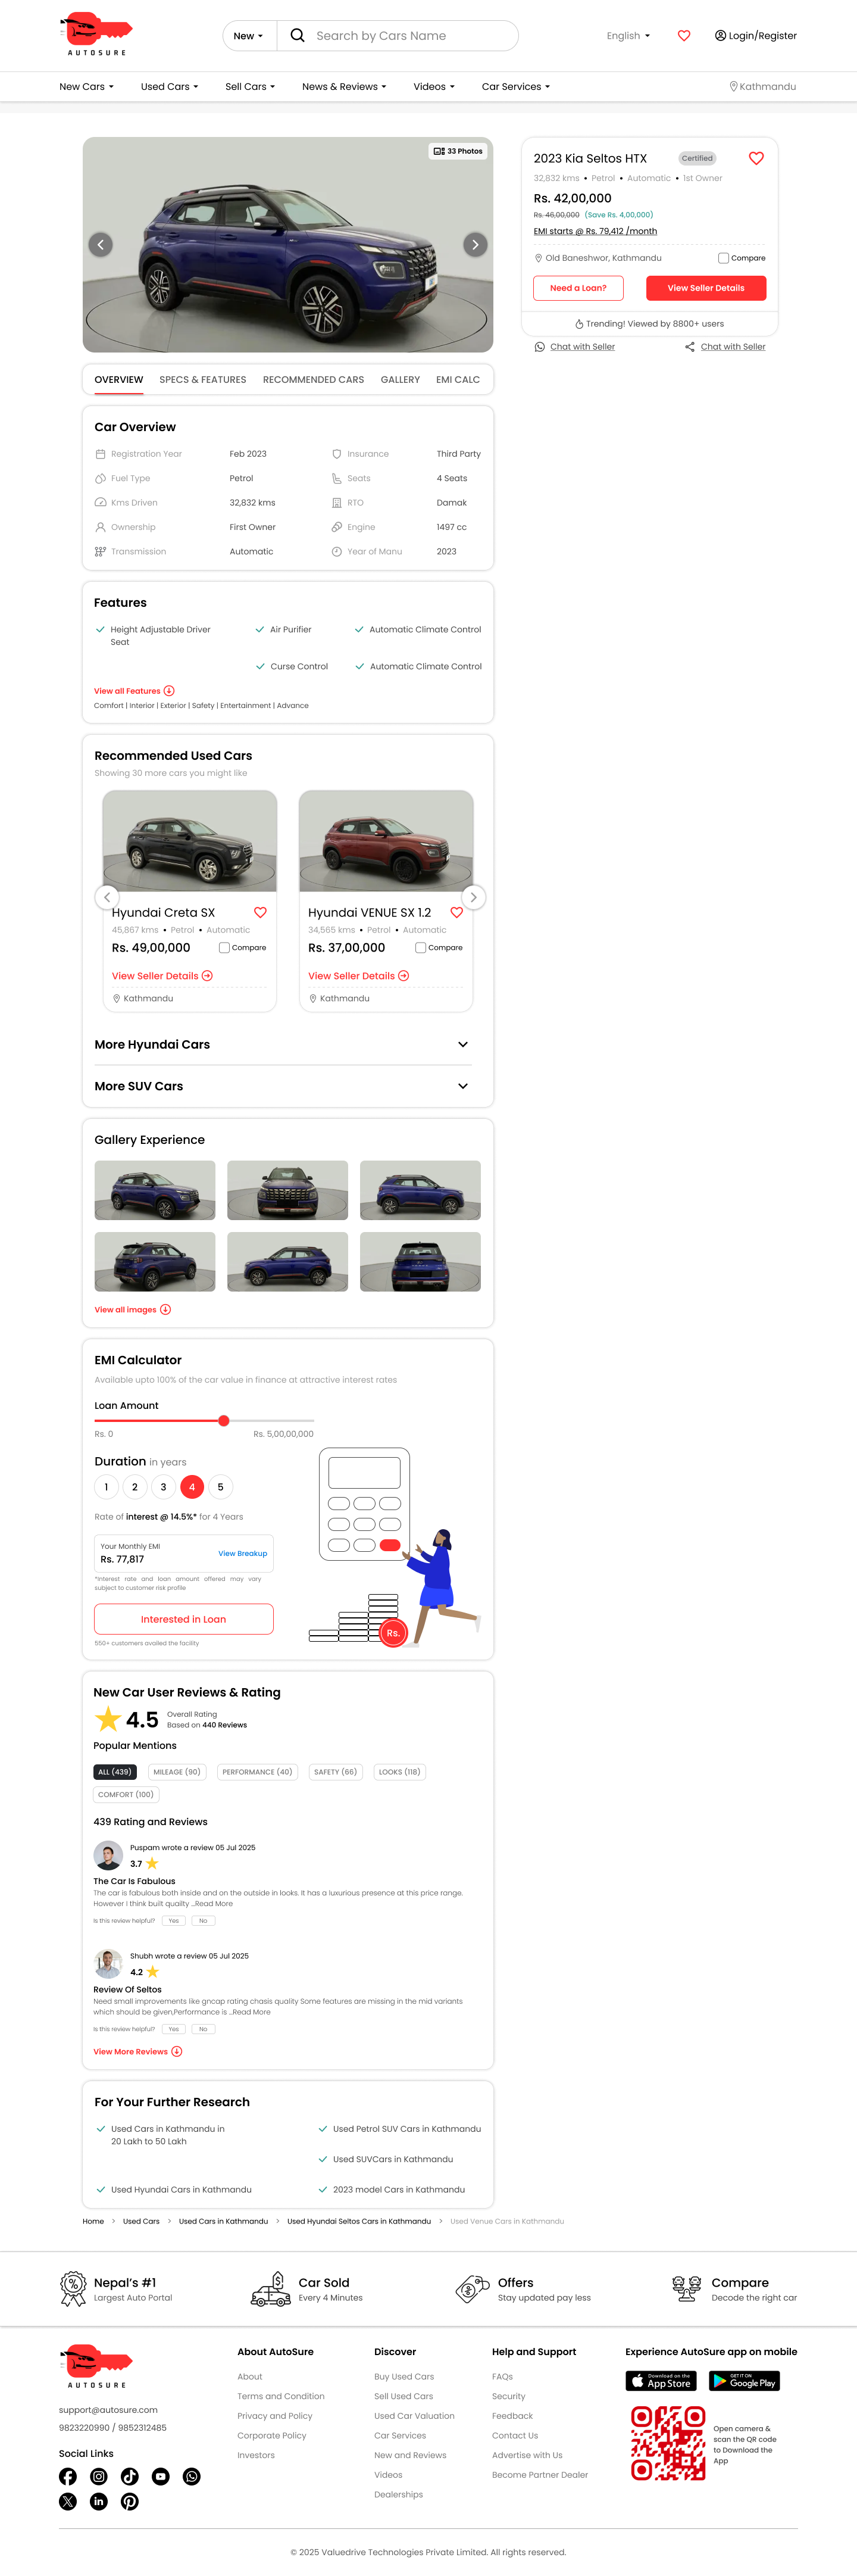 AUTOSURE
New
Search by Cars Name
English
Login/Register
New Cars
Used Cars
Sell Cars
News & Reviews
Videos
Car Services
Kathmandu
33 Photos
2023 Kia Seltos HTX
Certified
32,832 kms • Petrol • Automatic • 1st Owner
Rs. 42,00,000
Rs. 46,00,000 (Save Rs. 4,00,000)
EMI starts @ Rs. 79,412 /month
Old Baneshwor, Kathmandu
Compare
Need a Loan?
View Seller Details
Trending! Viewed by 8800+ users
Chat with Seller
Chat with Seller
OVERVIEW
SPECS & FEATURES
RECOMMENDED CARS
GALLERY
EMI CALC
Car Overview
Registration Year
Feb 2023
Insurance
Third Party
Fuel Type
Petrol
Seats
4 Seats
Kms Driven
32,832 kms
RTO
Damak
Ownership
First Owner
Engine
1497 cc
Transmission
Automatic
Year of Manu
2023
Features
Height Adjustable Driver
Seat
Air Purifier
Automatic Climate Control
Curse Control
Automatic Climate Control
View all Features
Comfort | Interior | Exterior | Safety | Entertainment | Advance
Recommended Used Cars
Showing 30 more cars you might like
Hyundai Creta SX
45,867 kms • Petrol • Automatic
Rs. 49,00,000
Compare
View Seller Details
Kathmandu
Hyundai VENUE SX 1.2
34,565 kms • Petrol • Automatic
Rs. 37,00,000
Compare
View Seller Details
Kathmandu
More Hyundai Cars
More SUV Cars
Gallery Experience
View all images
EMI Calculator
Available upto 100% of the car value in finance at attractive interest rates
Loan Amount
Rs. 0
Rs. 5,00,00,000
Duration in years
1
2
3
4
5
Rate of interest @ 14.5%* for 4 Years
Your Monthly EMI
Rs. 77,817
View Breakup
*Interest rate and loan amount offered may vary
subject to customer risk profile
Interested in Loan
550+ customers availed the facility
Rs.
New Car User Reviews & Rating
4.5
Overall Rating
Based on 440 Reviews
Popular Mentions
ALL (439)
MILEAGE (90)
PERFORMANCE (40)
SAFETY (66)
LOOKS (118)
COMFORT (100)
439 Rating and Reviews
Puspam wrote a review 05 Jul 2025
3.7
The Car Is Fabulous
The car is fabulous both inside and on the outside in looks. It has a luxurious presence at this price range.
However I think built quailty ...Read More
Is this review helpful?
Yes
No
Shubh wrote a review 05 Jul 2025
4.2
Review Of Seltos
Need small improvements like gncap rating chasis quality Some features are missing in the mid variants
which should be given,Performance is ...Read More
Is this review helpful?
Yes
No
View More Reviews
For Your Further Research
Used Cars in Kathmandu in
20 Lakh to 50 Lakh
Used Petrol SUV Cars in Kathmandu
Used SUVCars in Kathmandu
Used Hyundai Cars in Kathmandu
2023 model Cars in Kathmandu
Home > Used Cars > Used Cars in Kathmandu > Used Hyundai Seltos Cars in Kathmandu > Used Venue Cars in Kathmandu
Nepal's #1
Largest Auto Portal
Car Sold
Every 4 Minutes
Offers
Stay updated pay less
Compare
Decode the right car
AUTOSURE
support@autosure.com
9823220990 / 9852312485
Social Links
About AutoSure
About
Terms and Condition
Privacy and Policy
Corporate Policy
Investors
Discover
Buy Used Cars
Sell Used Cars
Used Car Valuation
Car Services
New and Reviews
Videos
Dealerships
Help and Support
FAQs
Security
Feedback
Contact Us
Advertise with Us
Become Partner Dealer
Experience AutoSure app on mobile
Download on the
App Store
GET IT ON
Google Play
Open camera &
scan the QR code
to Download the
App
© 2025 Valuedrive Technologies Private Limited. All rights reserved.